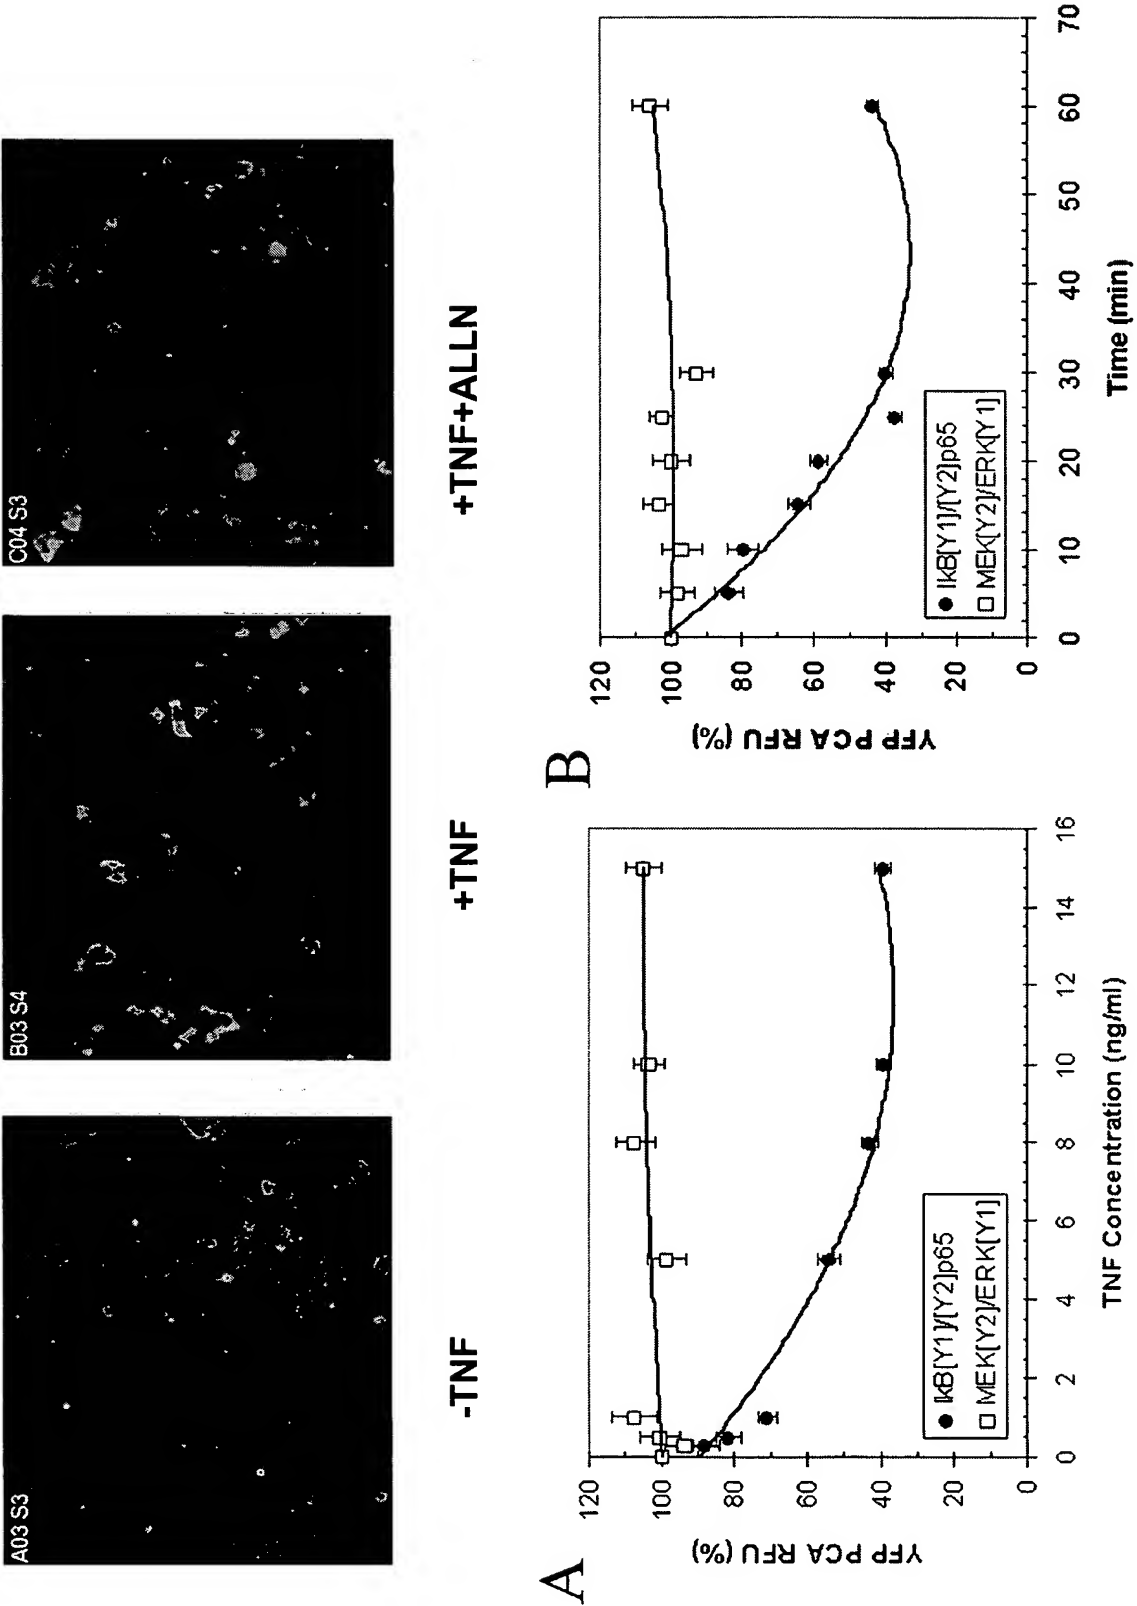 A03 S3
B03 S4
C04 S3
-TNF
+TNF
+TNF+ALLN
A
YFP PCA RFU (%)
120
100
80
60
40
20
0
IkB[Y1]/[Y2]p65
MEK[Y2]/ERK[Y1]
0 2 4 6 8 10 12 14 16
TNF Concentration (ng/ml)
B
YFP PCA RFU (%)
120
100
80
60
40
20
0
IkB[Y1]/[Y2]p65
MEK[Y2]/ERK[Y1]
0 10 20 30 40 50 60 70
Time (min)